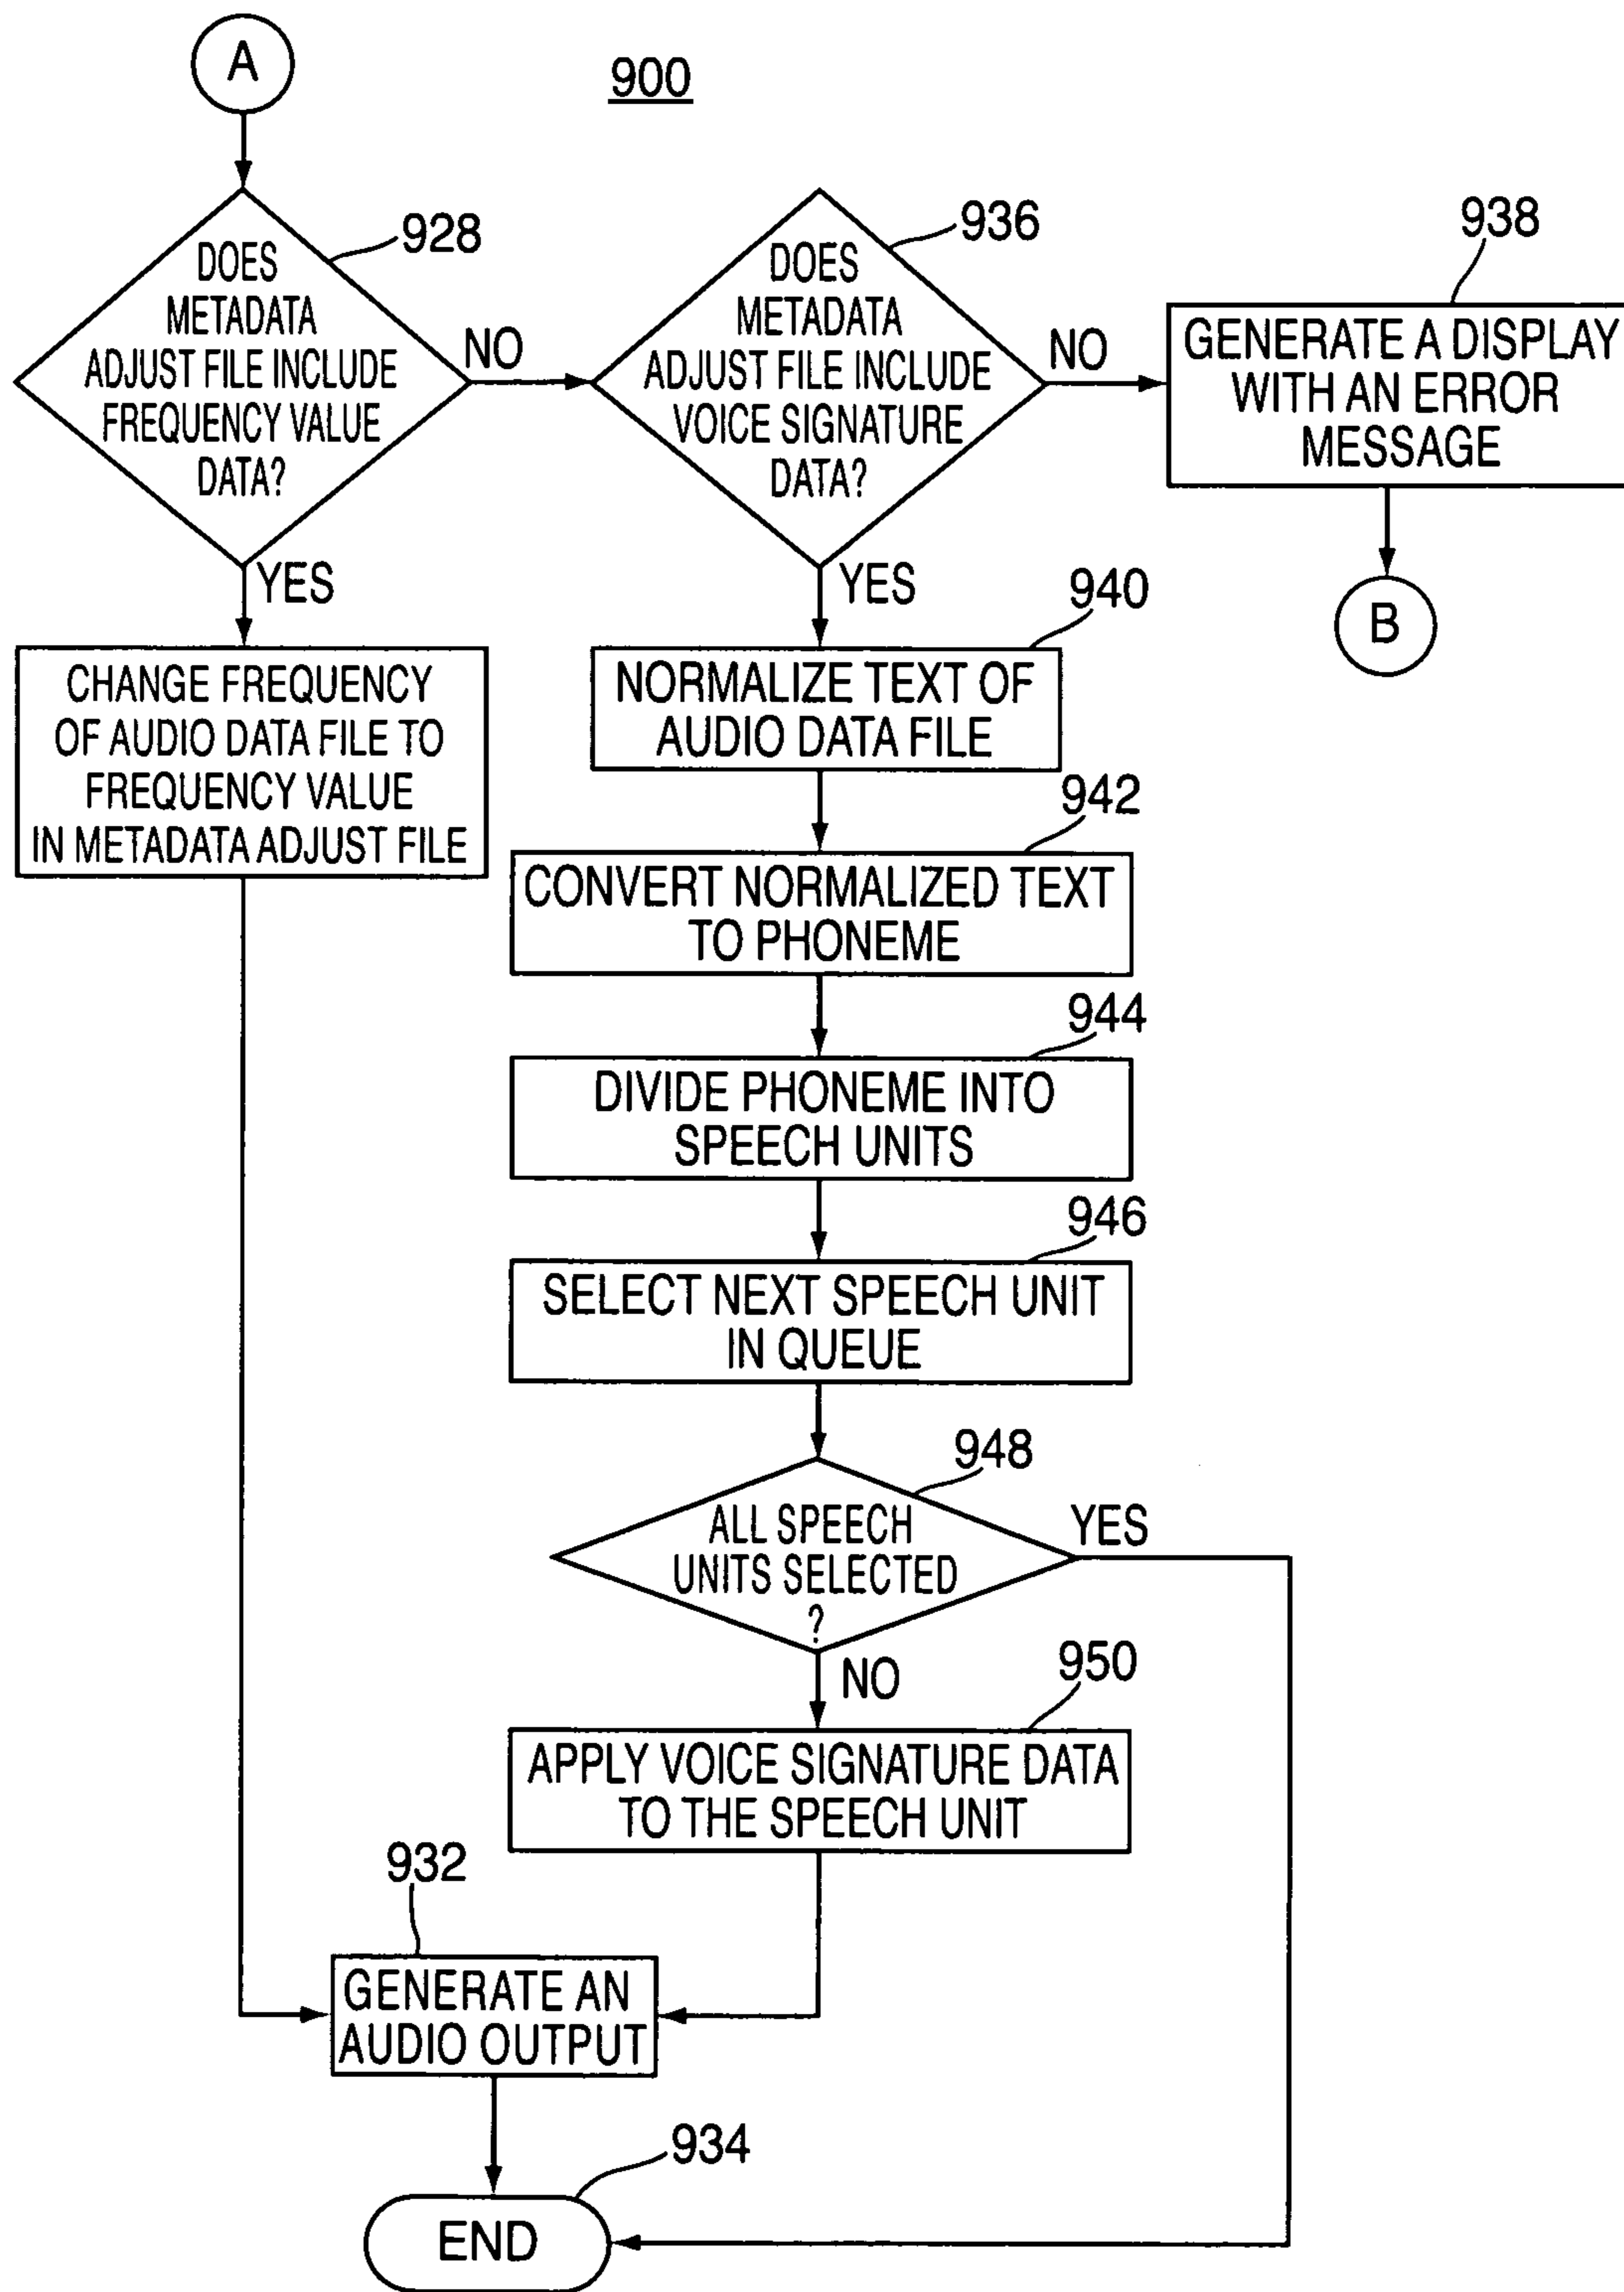 A
900
928
DOES
METADATA
ADJUST FILE INCLUDE
FREQUENCY VALUE
DATA?
NO
YES
936
DOES
METADATA
ADJUST FILE INCLUDE
VOICE SIGNATURE
DATA?
NO
YES
938
GENERATE A DISPLAY
WITH AN ERROR
MESSAGE
B
CHANGE FREQUENCY
OF AUDIO DATA FILE TO
FREQUENCY VALUE
IN METADATA ADJUST FILE
940
NORMALIZE TEXT OF
AUDIO DATA FILE
942
CONVERT NORMALIZED TEXT
TO PHONEME
944
DIVIDE PHONEME INTO
SPEECH UNITS
946
SELECT NEXT SPEECH UNIT
IN QUEUE
948
ALL SPEECH
UNITS SELECTED
?
YES
NO
950
APPLY VOICE SIGNATURE DATA
TO THE SPEECH UNIT
932
GENERATE AN
AUDIO OUTPUT
934
END